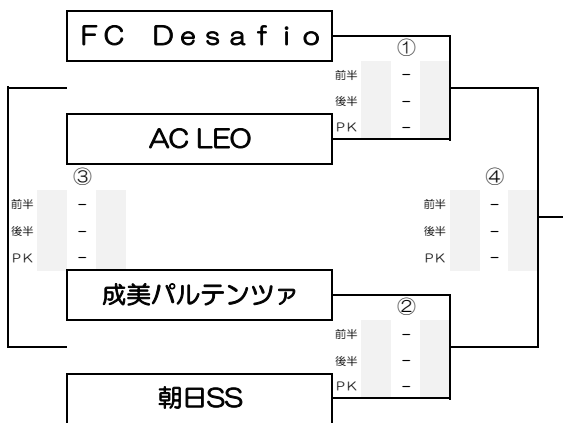 ＦＣ　Ｄｅｓａｆｉｏ
①
前半 －
後半 －
ＰＫ －
AC LEO
③ ④
前半 － 前半 －
後半 － 後半 －
ＰＫ － ＰＫ －
成美パルテンツァ
②
前半 －
後半 －
ＰＫ －
朝日SS